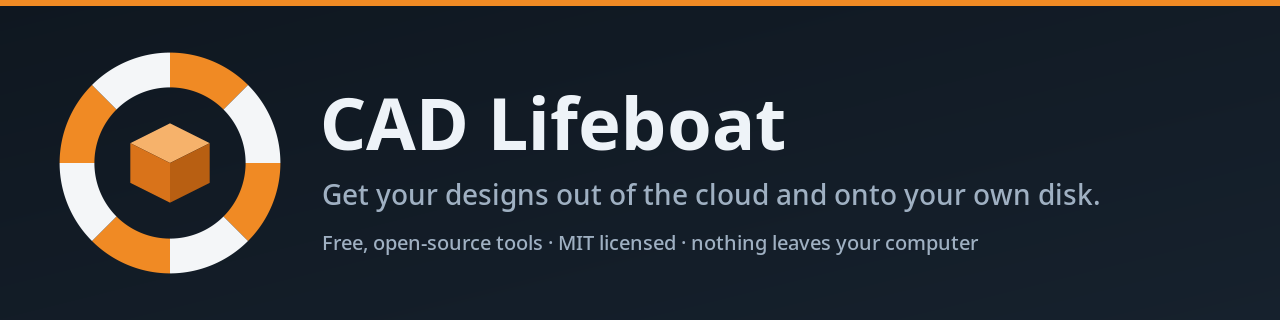 CAD Lifeboat
Get your designs out of the cloud and onto your own disk.
Free, open-source tools · MIT licensed · nothing leaves your computer